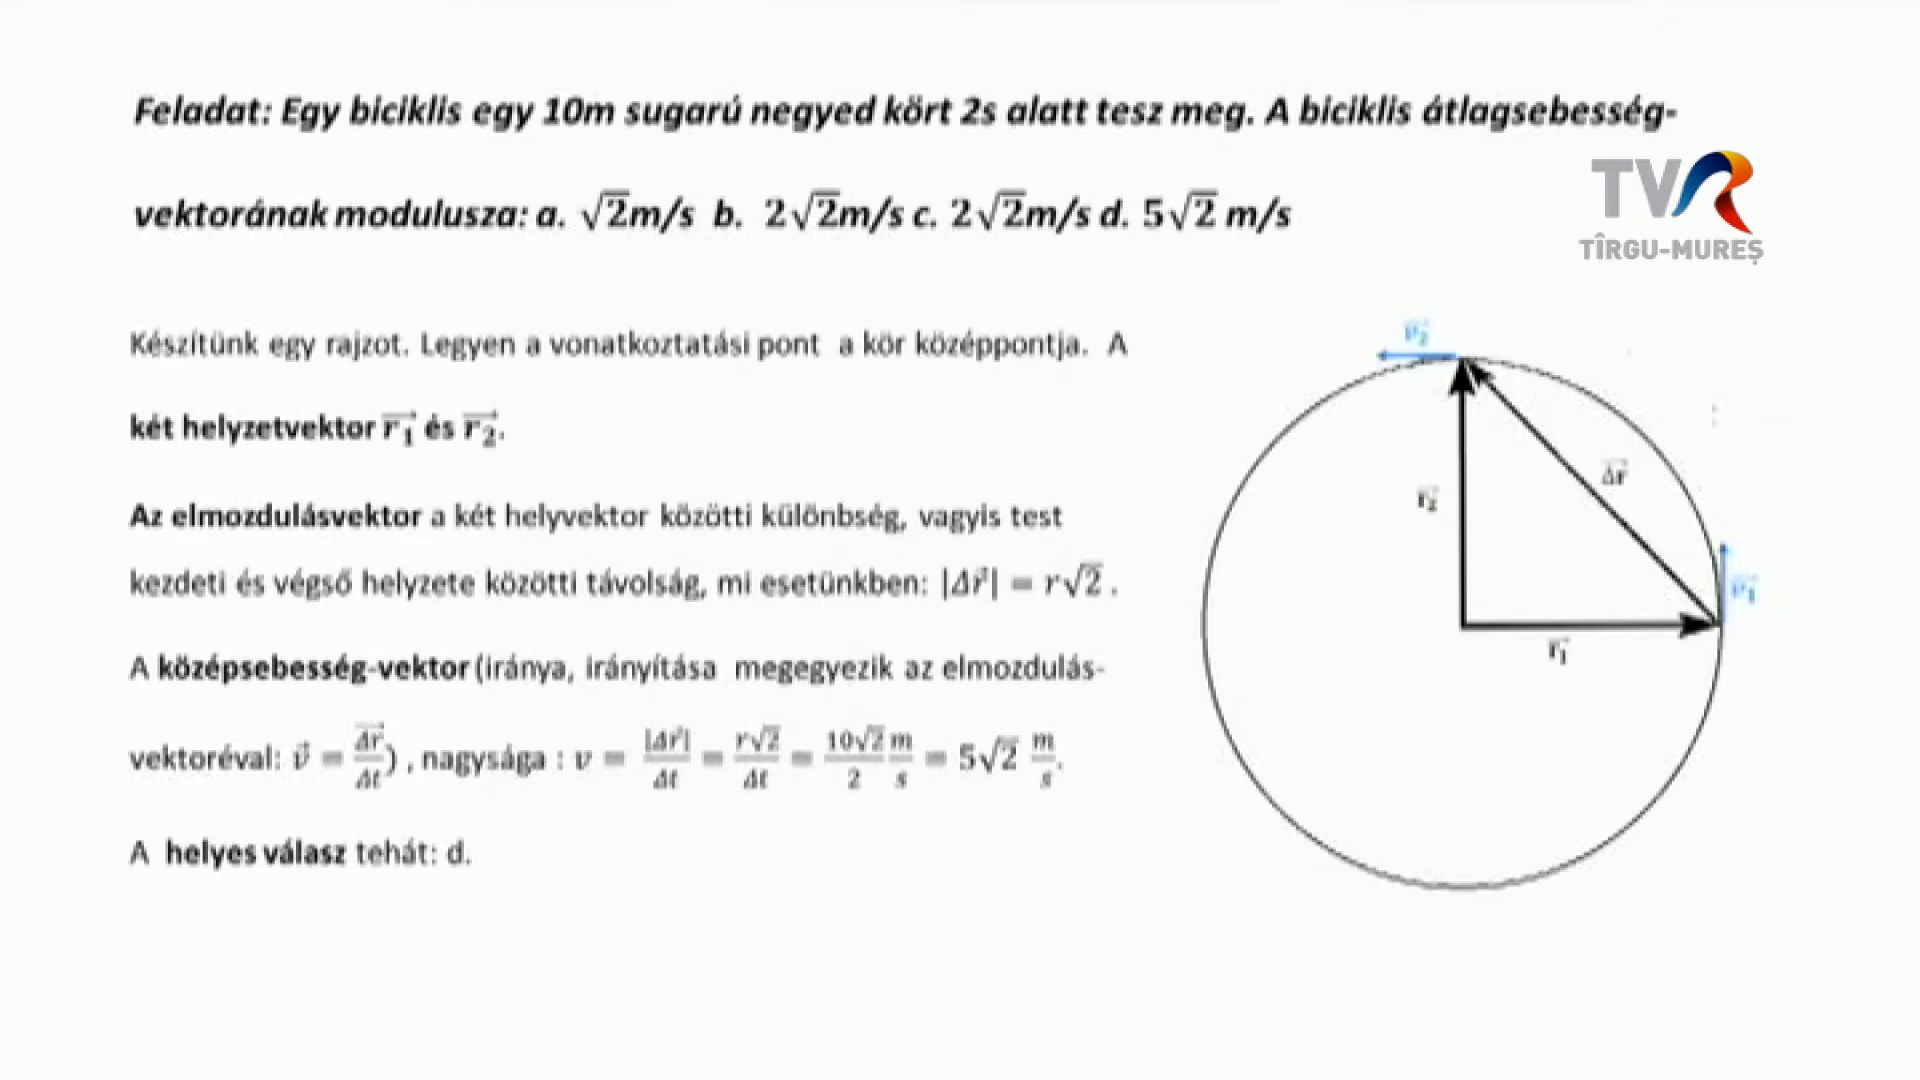 Feladat: Egy biciklis egy 10m sugarú negyed kört 2s alatt tesz meg. A biciklis átlagsebesség-
TVR
TÎRGU-MUREȘ
vektorának modulusza: a. √2m/s b. 2√2m/s c. 2√2m/s d. 5√2 m/s
Készítünk egy rajzot. Legyen a vonatkoztatási pont a kör középpontja. A
két helyzetvektor r₁⃗ és r₂⃗.
Az elmozdulásvektor a két helyvektor közötti különbség, vagyis test
kezdeti és végső helyzete közötti távolság, mi esetünkben: |Δr⃗| = r√2 .
A középsebesség-vektor (iránya, irányítása megegyezik az elmozdulás-
vektoréval: v⃗ = Δr⃗/Δt) , nagysága : v = |Δr⃗|/Δt = r√2/Δt = 10√2/2 m/s = 5√2 m/s.
A helyes válasz tehát: d.
v₂⃗
Δr⃗
r₂⃗
v₁⃗
r₁⃗